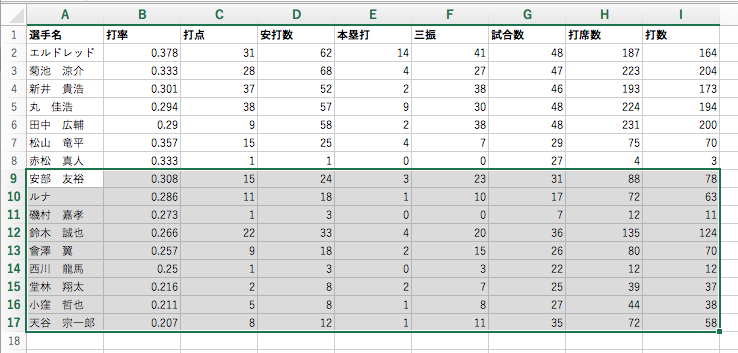 A B C D E F G H I
1 選手名 打率 打点 安打数 本塁打 三振 試合数 打席数 打数
2 エルドレッド 0.378 31 62 14 41 48 187 164
3 菊池　涼介 0.333 28 68 4 27 47 223 204
4 新井　貴浩 0.301 37 52 2 38 46 193 173
5 丸　佳浩 0.294 38 57 9 30 48 224 194
6 田中　広輔 0.29 9 58 2 38 48 231 200
7 松山　竜平 0.357 15 25 4 7 29 75 70
8 赤松　真人 0.333 1 1 0 0 27 4 3
9 安部　友裕 0.308 15 24 3 23 31 88 78
10 ルナ 0.286 11 18 1 10 17 72 63
11 磯村　嘉孝 0.273 1 3 0 0 7 12 11
12 鈴木　誠也 0.266 22 33 4 20 36 135 124
13 會澤　翼 0.257 9 18 2 15 26 80 70
14 西川　龍馬 0.25 1 3 0 3 22 12 12
15 堂林　翔太 0.216 2 8 2 7 25 39 37
16 小窪　哲也 0.211 5 8 1 8 27 44 38
17 天谷　宗一郎 0.207 8 12 1 11 35 72 58
18